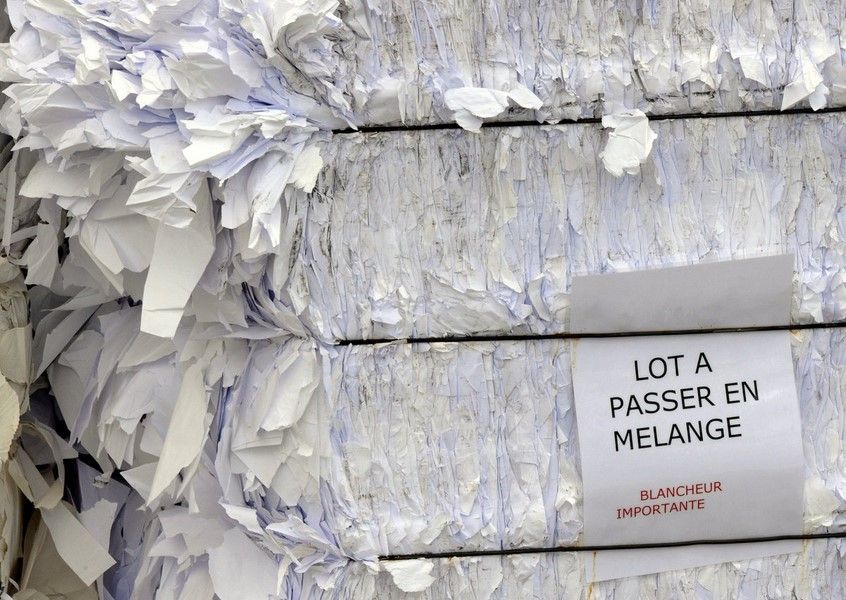 LOT A
PASSER EN
MELANGE
BLANCHEUR
IMPORTANTE